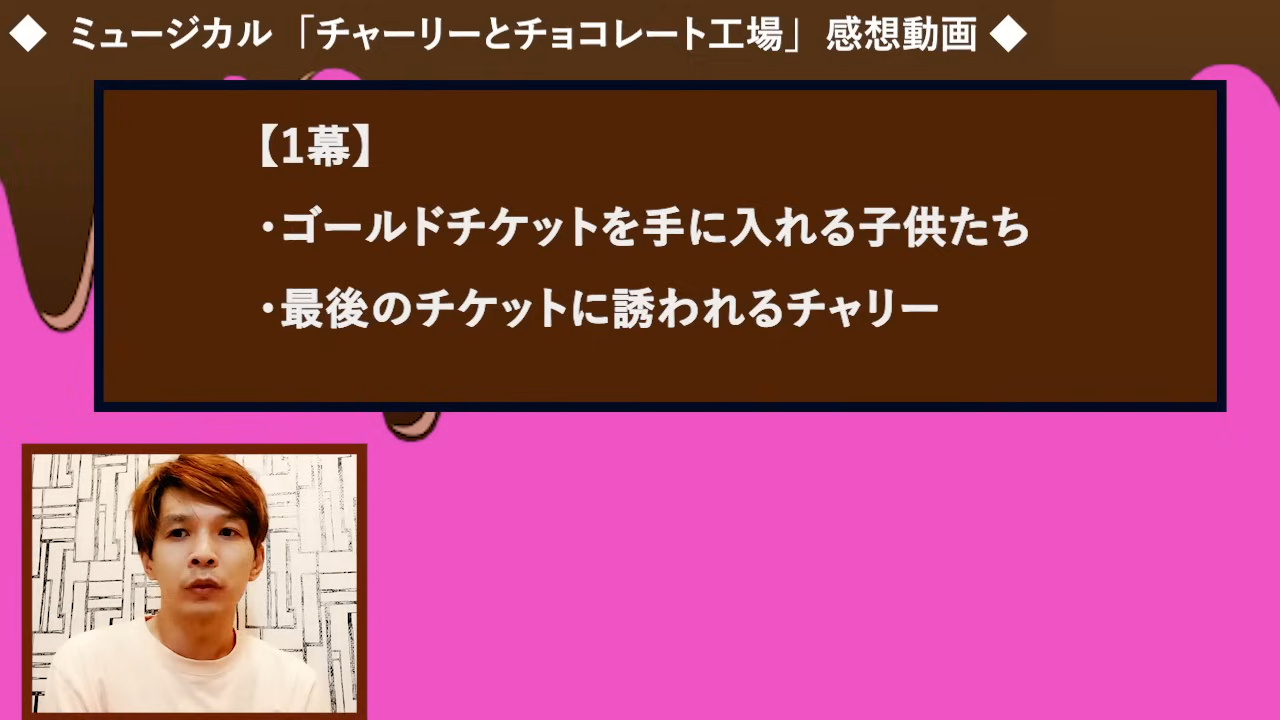 ◆ ミュージカル「チャーリーとチョコレート工場」 感想動画 ◆
【1幕】
・ゴールドチケットを手に入れる子供たち
・最後のチケットに誘われるチャリー